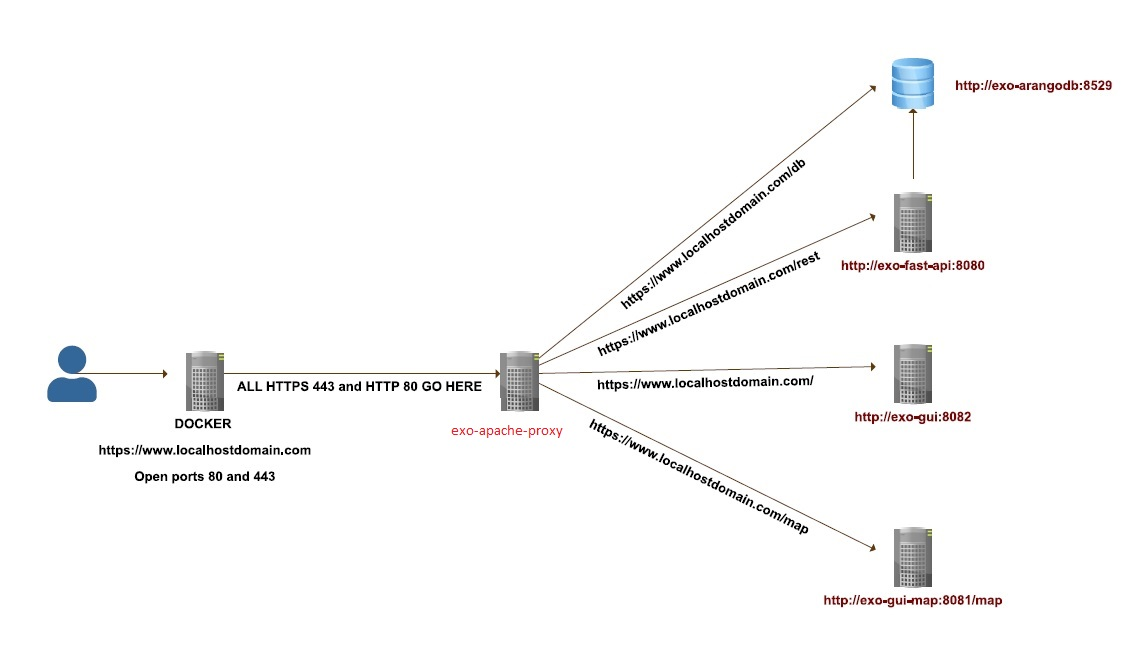 http://exo-arangodb:8529
https://www.localhostdomain.com/db
http://exo-fast-api:8080
https://www.localhostdomain.com/rest
ALL HTTPS 443 and HTTP 80 GO HERE
https://www.localhostdomain.com/
http://exo-gui:8082
DOCKER
exo-apache-proxy
https://www.localhostdomain.com
Open ports 80 and 443
https://www.localhostdomain.com/map
http://exo-gui-map:8081/map